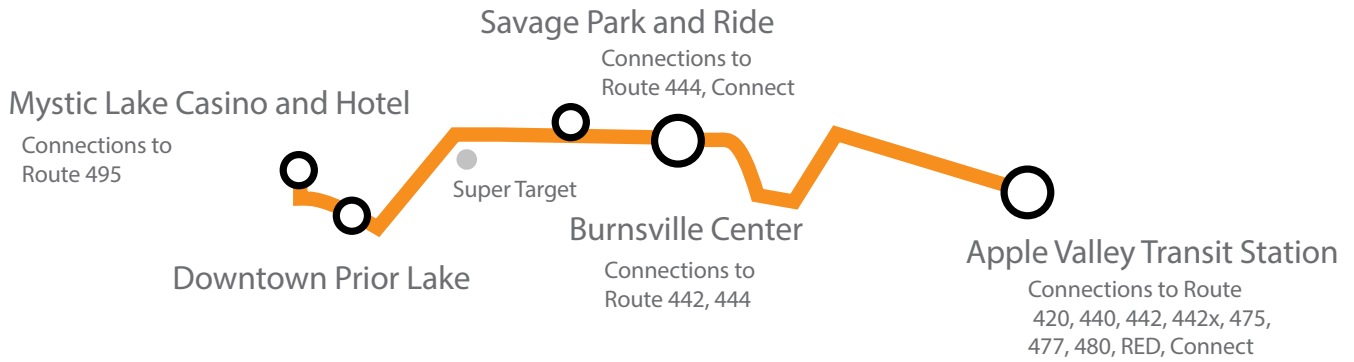 Savage Park and Ride
Connections to
Route 444, Connect
Mystic Lake Casino and Hotel
Connections to
Route 495
Super Target
Burnsville Center
Connections to
Route 442, 444
Downtown Prior Lake
Apple Valley Transit Station
Connections to Route
420, 440, 442, 442x, 475,
477, 480, RED, Connect